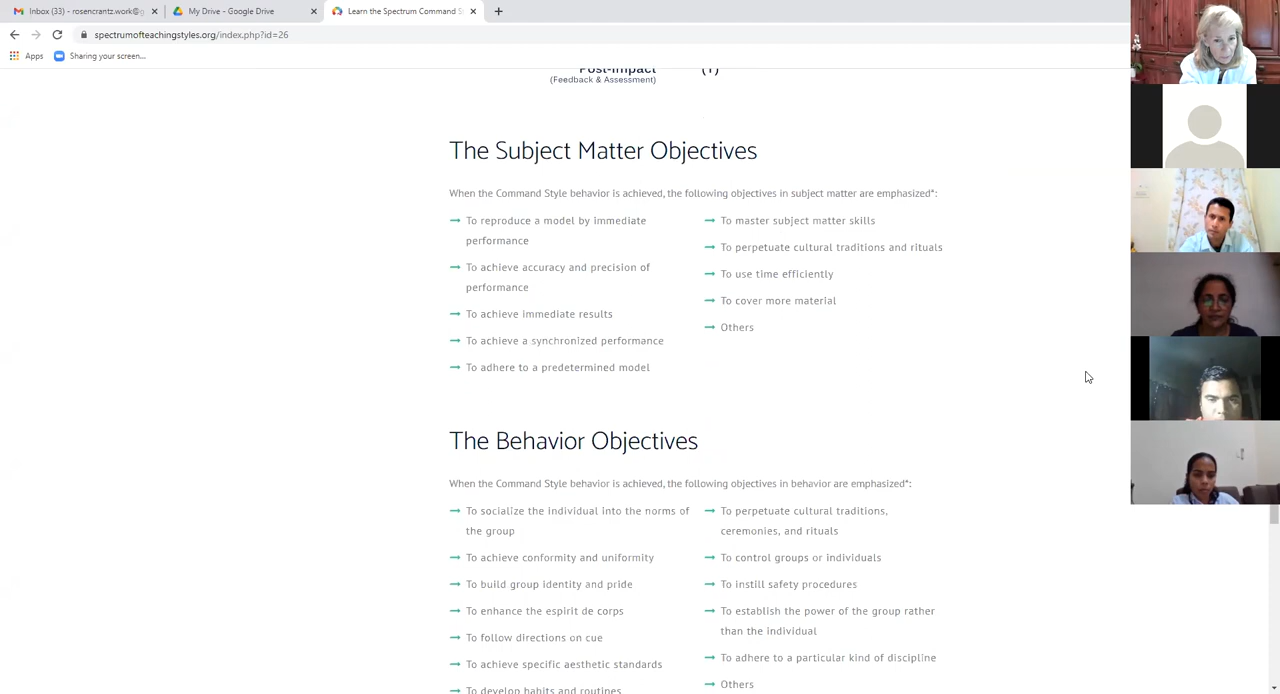 Inbox (33) - rosencrantz.work@g
My Drive - Google Drive
Learn the Spectrum Command S
spectrumofteachingstyles.org/index.php?id=26
Apps
Sharing your screen...
Post-Impact
(T)
(Feedback & Assessment)
The Subject Matter Objectives
When the Command Style behavior is achieved, the following objectives in subject matter are emphasized*:
To reproduce a model by immediate
performance
To achieve accuracy and precision of
performance
To achieve immediate results
To achieve a synchronized performance
To adhere to a predetermined model
To master subject matter skills
To perpetuate cultural traditions and rituals
To use time efficiently
To cover more material
Others
The Behavior Objectives
When the Command Style behavior is achieved, the following objectives in behavior are emphasized*:
To socialize the individual into the norms of
the group
To achieve conformity and uniformity
To build group identity and pride
To enhance the espirit de corps
To follow directions on cue
To achieve specific aesthetic standards
To develop habits and routines
To perpetuate cultural traditions,
ceremonies, and rituals
To control groups or individuals
To instill safety procedures
To establish the power of the group rather
than the individual
To adhere to a particular kind of discipline
Others